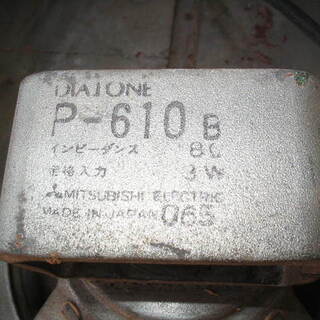 DIATONE
P-610 B
インピーダンス 8Ω
定格入力 3W
MITSUBISHI ELECTRIC
MADE IN JAPAN 065